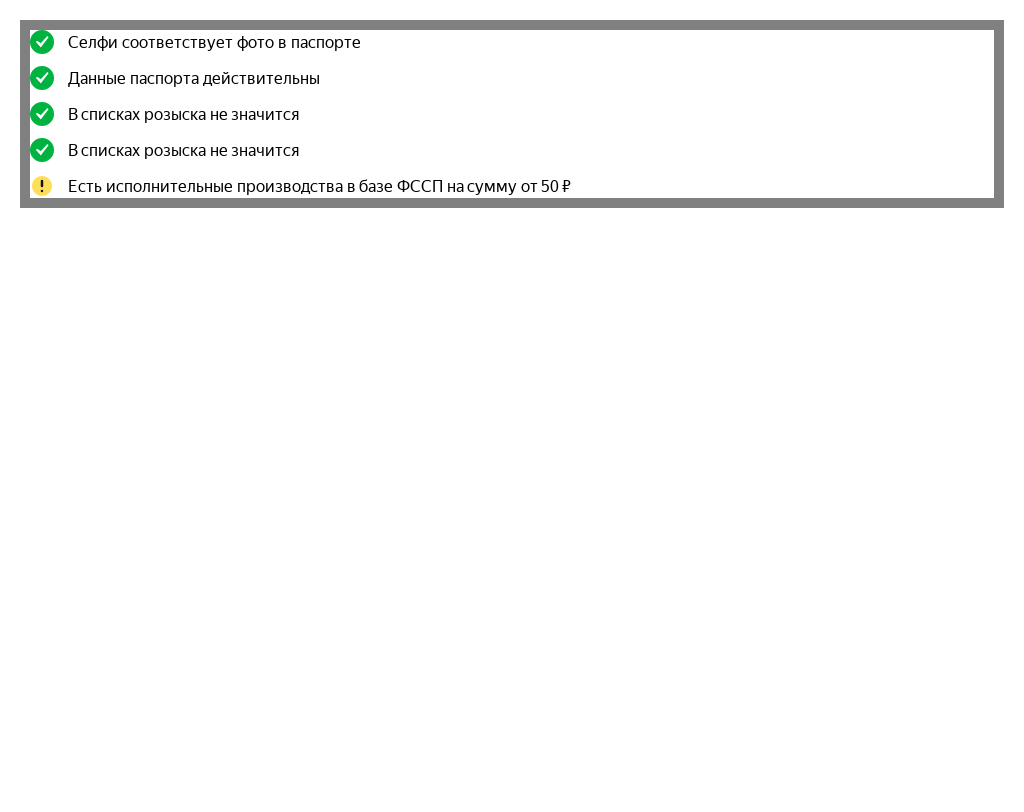 Селфи соответствует фото в паспорте
Данные паспорта действительны
В списках розыска не значится
В списках розыска не значится
Есть исполнительные производства в базе ФССП на сумму от 50 ₽